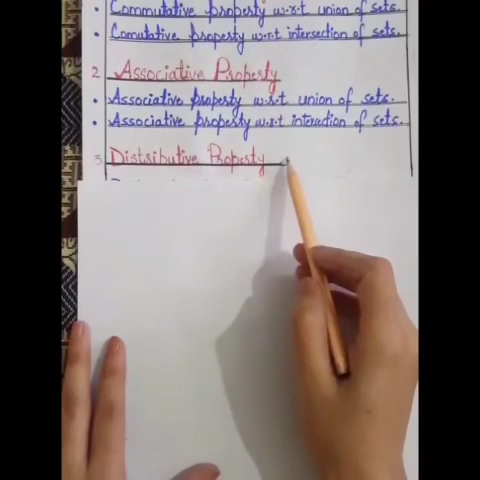 • Commutative property w.r.t union of sets.
• Comutative property w.r.t intersection of sets.
2 Associative Property
• Associative property w.r.t union of sets.
• Associative property w.r.t intersection of sets.
3 Distributive Property